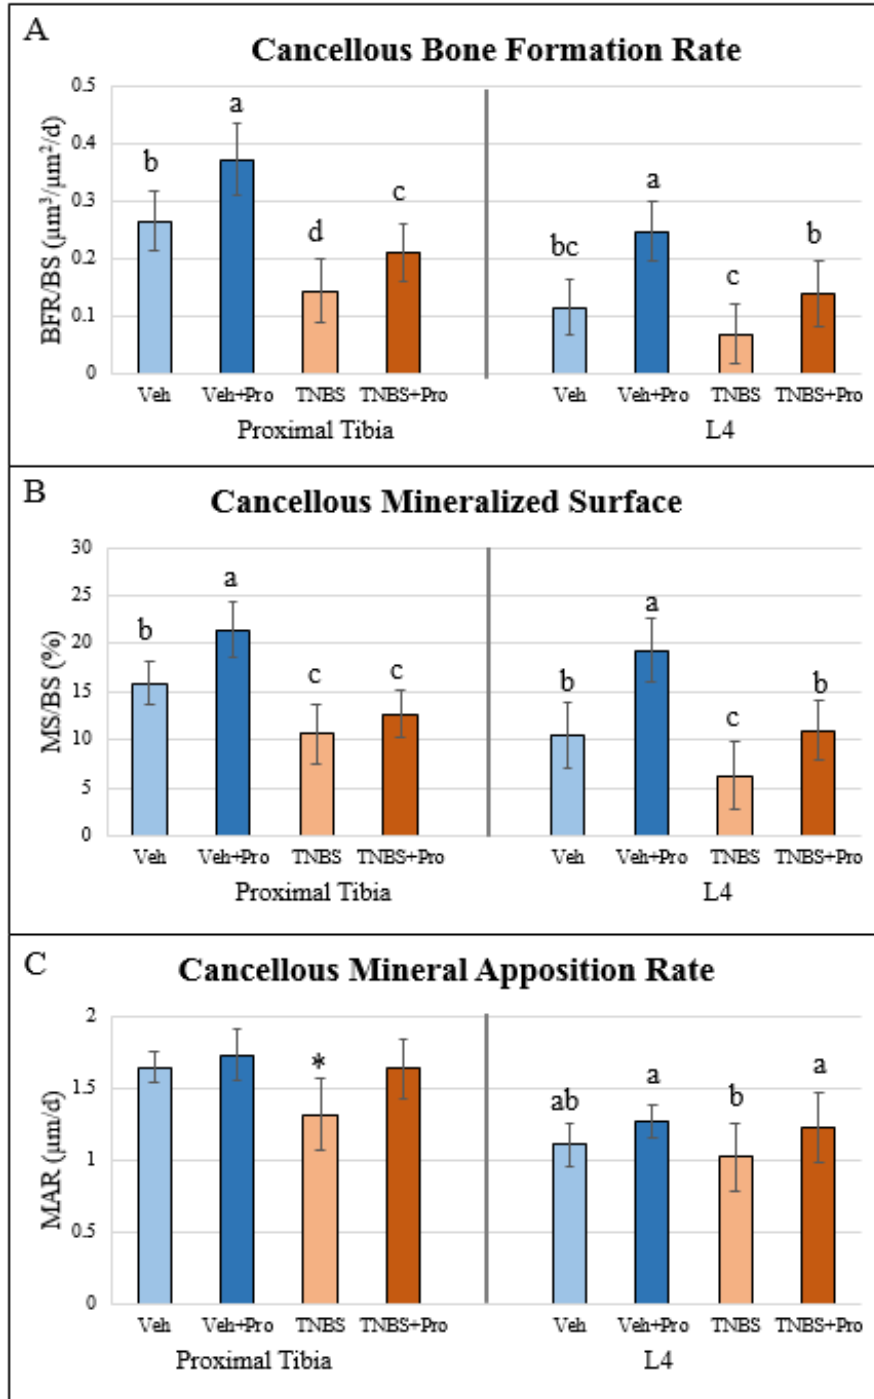 A
Cancellous Bone Formation Rate
BFR/BS (μm³/μm²/d)
0.5
0.4
0.3
0.2
0.1
0
b
a
d
c
bc
a
c
b
Veh Veh+Pro TNBS TNBS+Pro Veh Veh+Pro TNBS TNBS+Pro
Proximal Tibia L4
B
Cancellous Mineralized Surface
MS/BS (%)
30
25
20
15
10
5
0
b
a
c
c
b
a
c
b
Veh Veh+Pro TNBS TNBS+Pro Veh Veh+Pro TNBS TNBS+Pro
Proximal Tibia L4
C
Cancellous Mineral Apposition Rate
MAR (μm/d)
2
1.5
1
0.5
0
*
ab
a
b
a
Veh Veh+Pro TNBS TNBS+Pro Veh Veh+Pro TNBS TNBS+Pro
Proximal Tibia L4